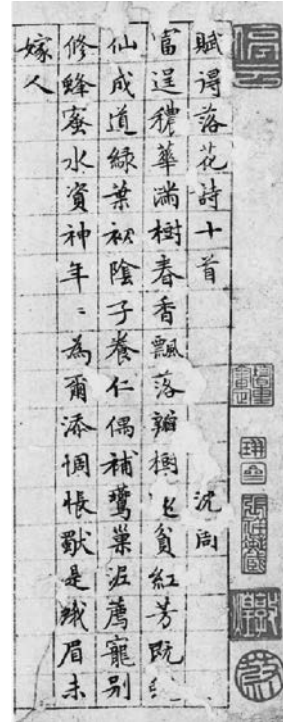 賦得落花詩十首 沈周
富逞穠華滿樹春香飄落瓣樹貧紅芳既
仙成道綠葉初陰子養仁偶補鶯巢泥薦寵別
修蜂蜜水資神年〻為爾添惆悵獨是蛾眉未
嫁人